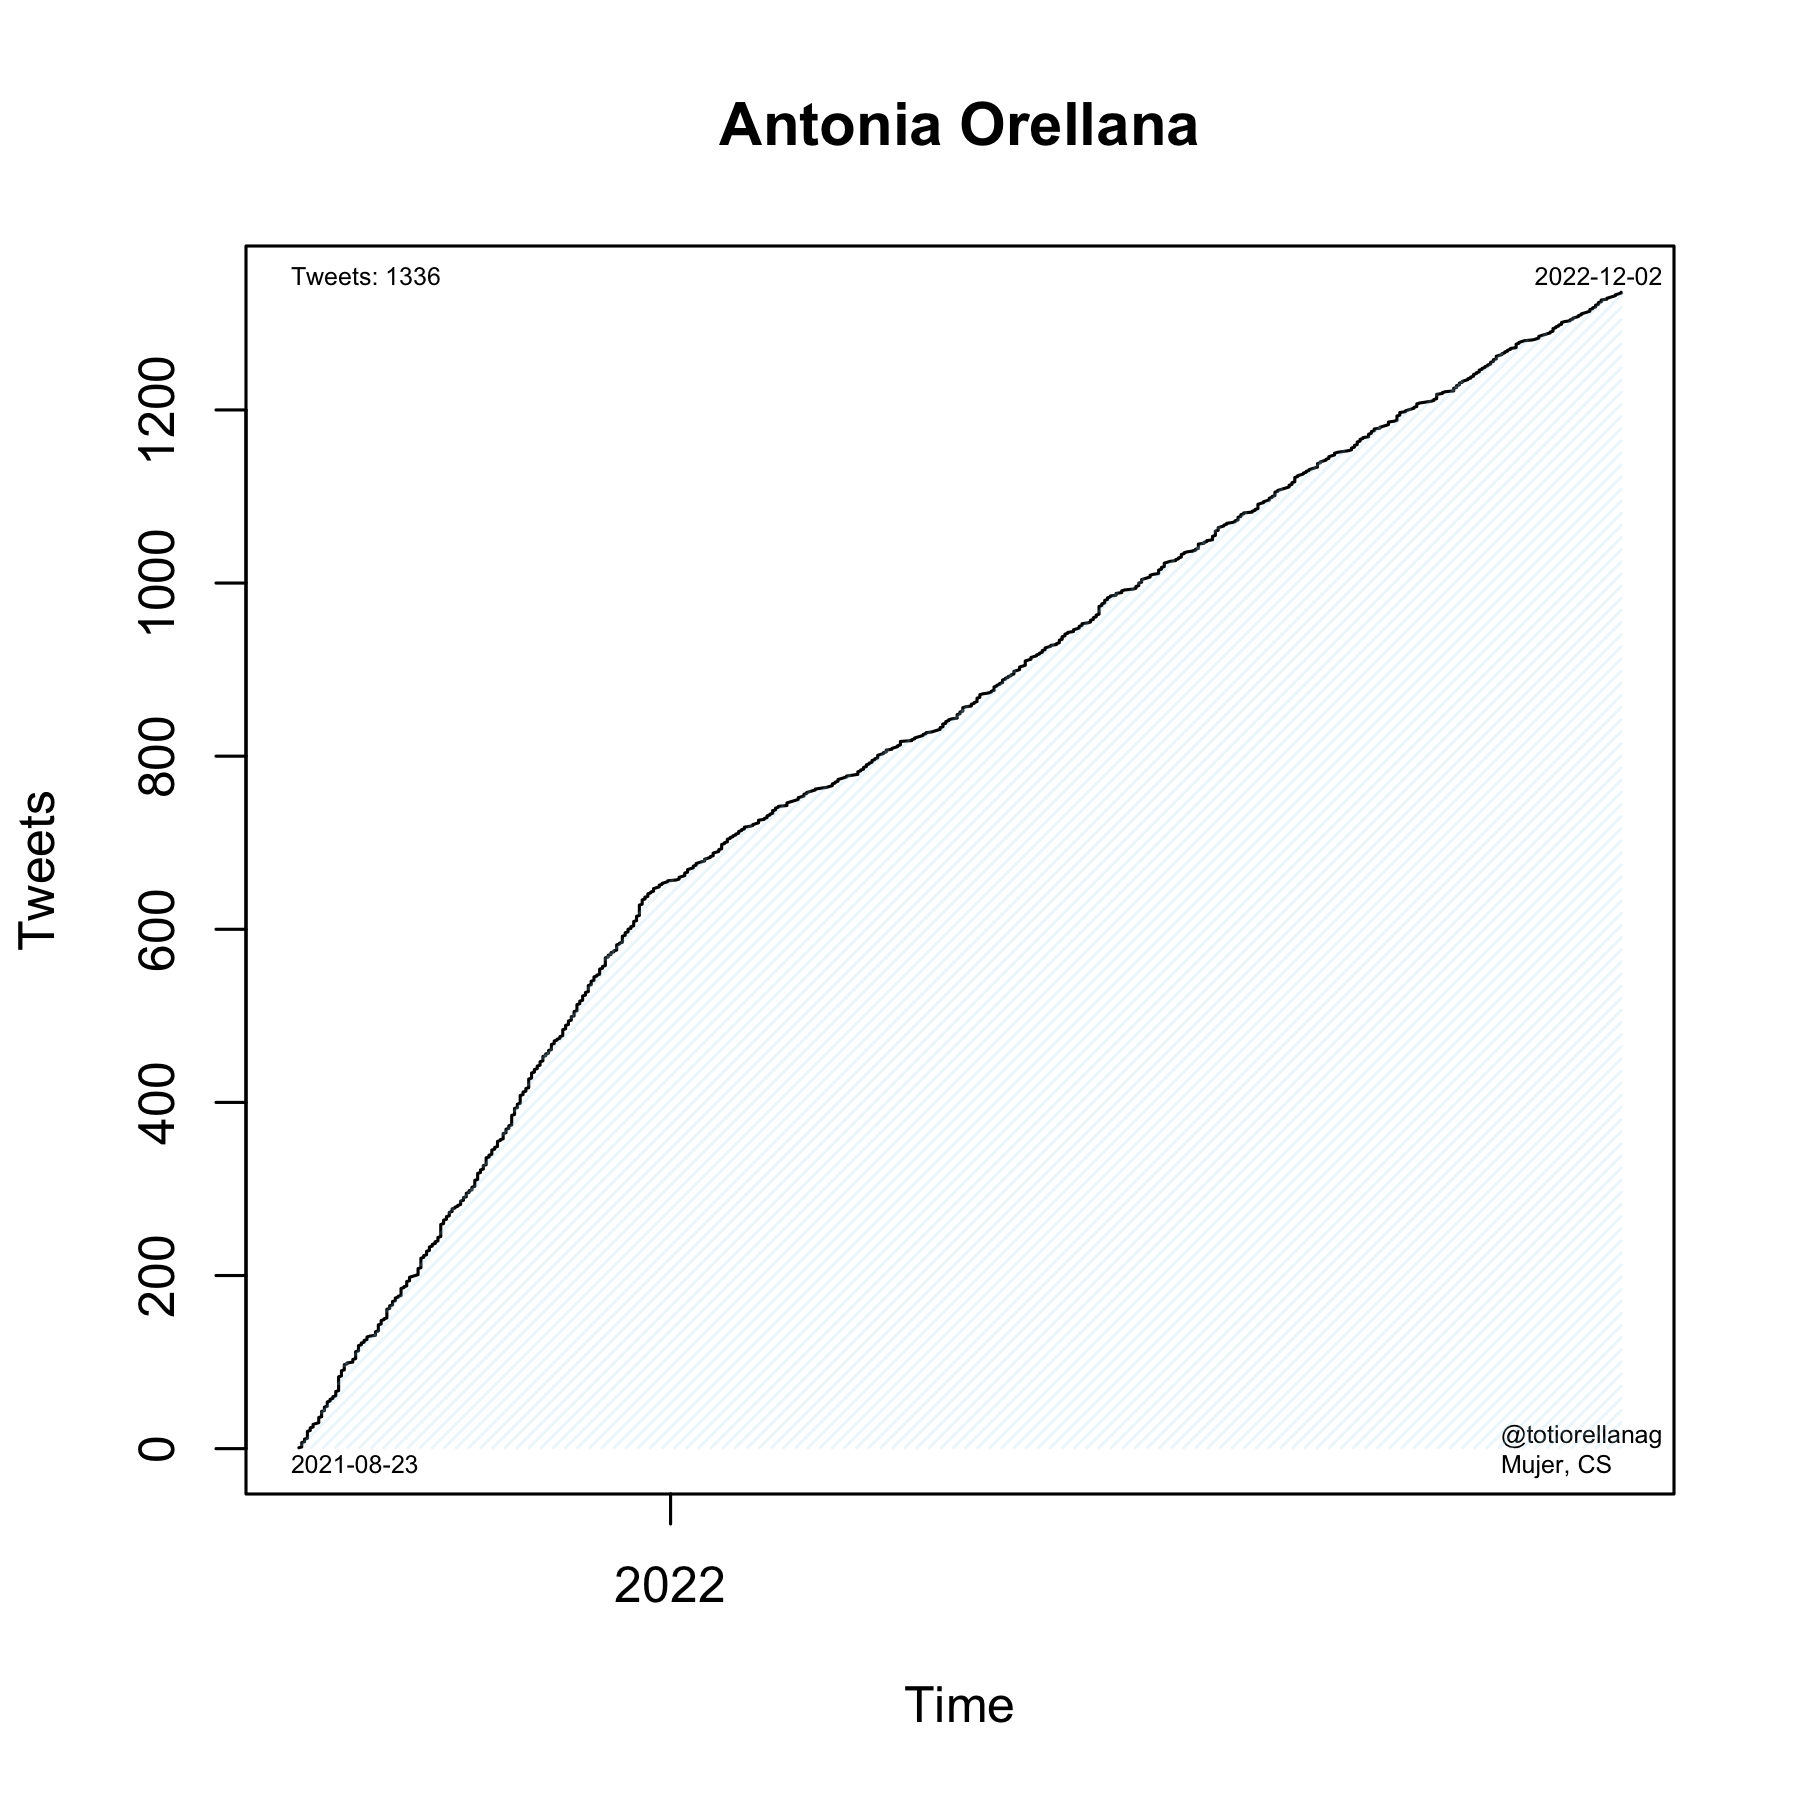 Antonia Orellana
Tweets: 1336
2022-12-02
1200
1000
800
600
400
200
0
Tweets
2021-08-23
@totiorellanag
Mujer, CS
2022
Time